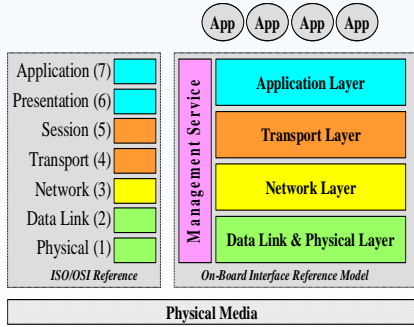 App App App App
Application (7)
Presentation (6)
Session (5)
Transport (4)
Network (3)
Data Link (2)
Physical (1)
ISO/OSI Reference
Management Service
Application Layer
Transport Layer
Network Layer
Data Link & Physical Layer
On-Board Interface Reference Model
Physical Media